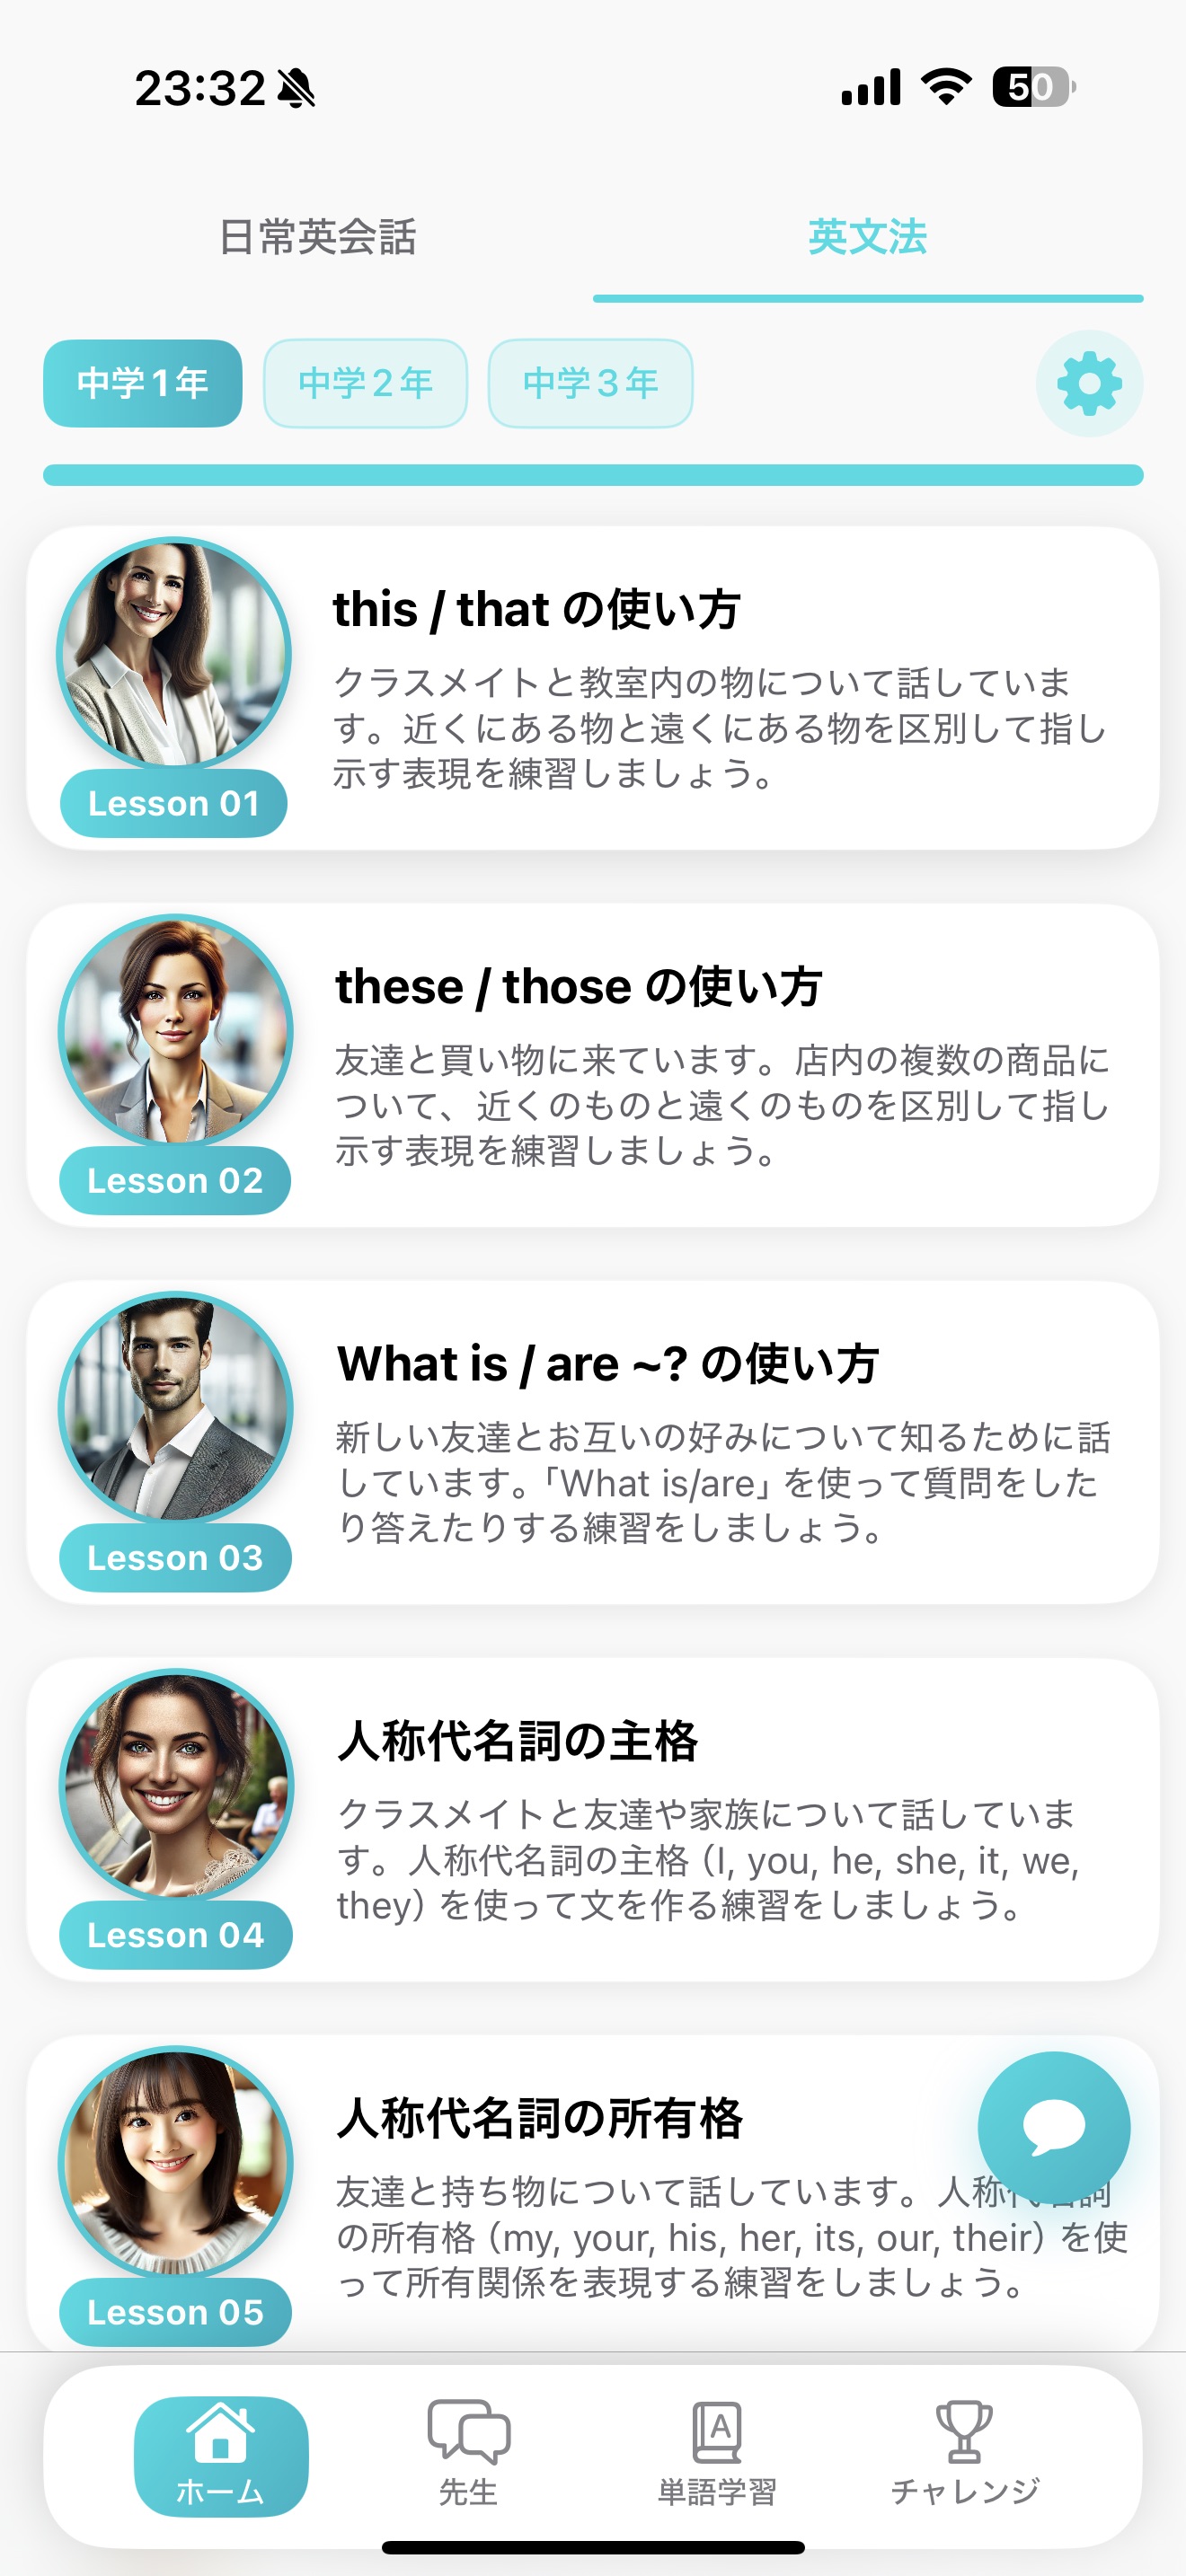 23:32
50
日常英会話
英文法
中学1年
中学2年
中学3年
this / that の使い方
クラスメイトと教室内の物について話していま
す。近くにある物と遠くにある物を区別して指し
示す表現を練習しましょう。
Lesson 01
these / those の使い方
友達と買い物に来ています。店内の複数の商品に
ついて、近くのものと遠くのものを区別して指し
示す表現を練習しましょう。
Lesson 02
What is / are ~? の使い方
新しい友達とお互いの好みについて知るために話
しています。「What is/are」を使って質問をした
り答えたりする練習をしましょう。
Lesson 03
人称代名詞の主格
クラスメイトと友達や家族について話していま
す。人称代名詞の主格（I, you, he, she, it, we,
they）を使って文を作る練習をしましょう。
Lesson 04
人称代名詞の所有格
友達と持ち物について話しています。人称代名詞
の所有格（my, your, his, her, its, our, their）を使
って所有関係を表現する練習をしましょう。
Lesson 05
A
ホーム
先生
単語学習
チャレンジ